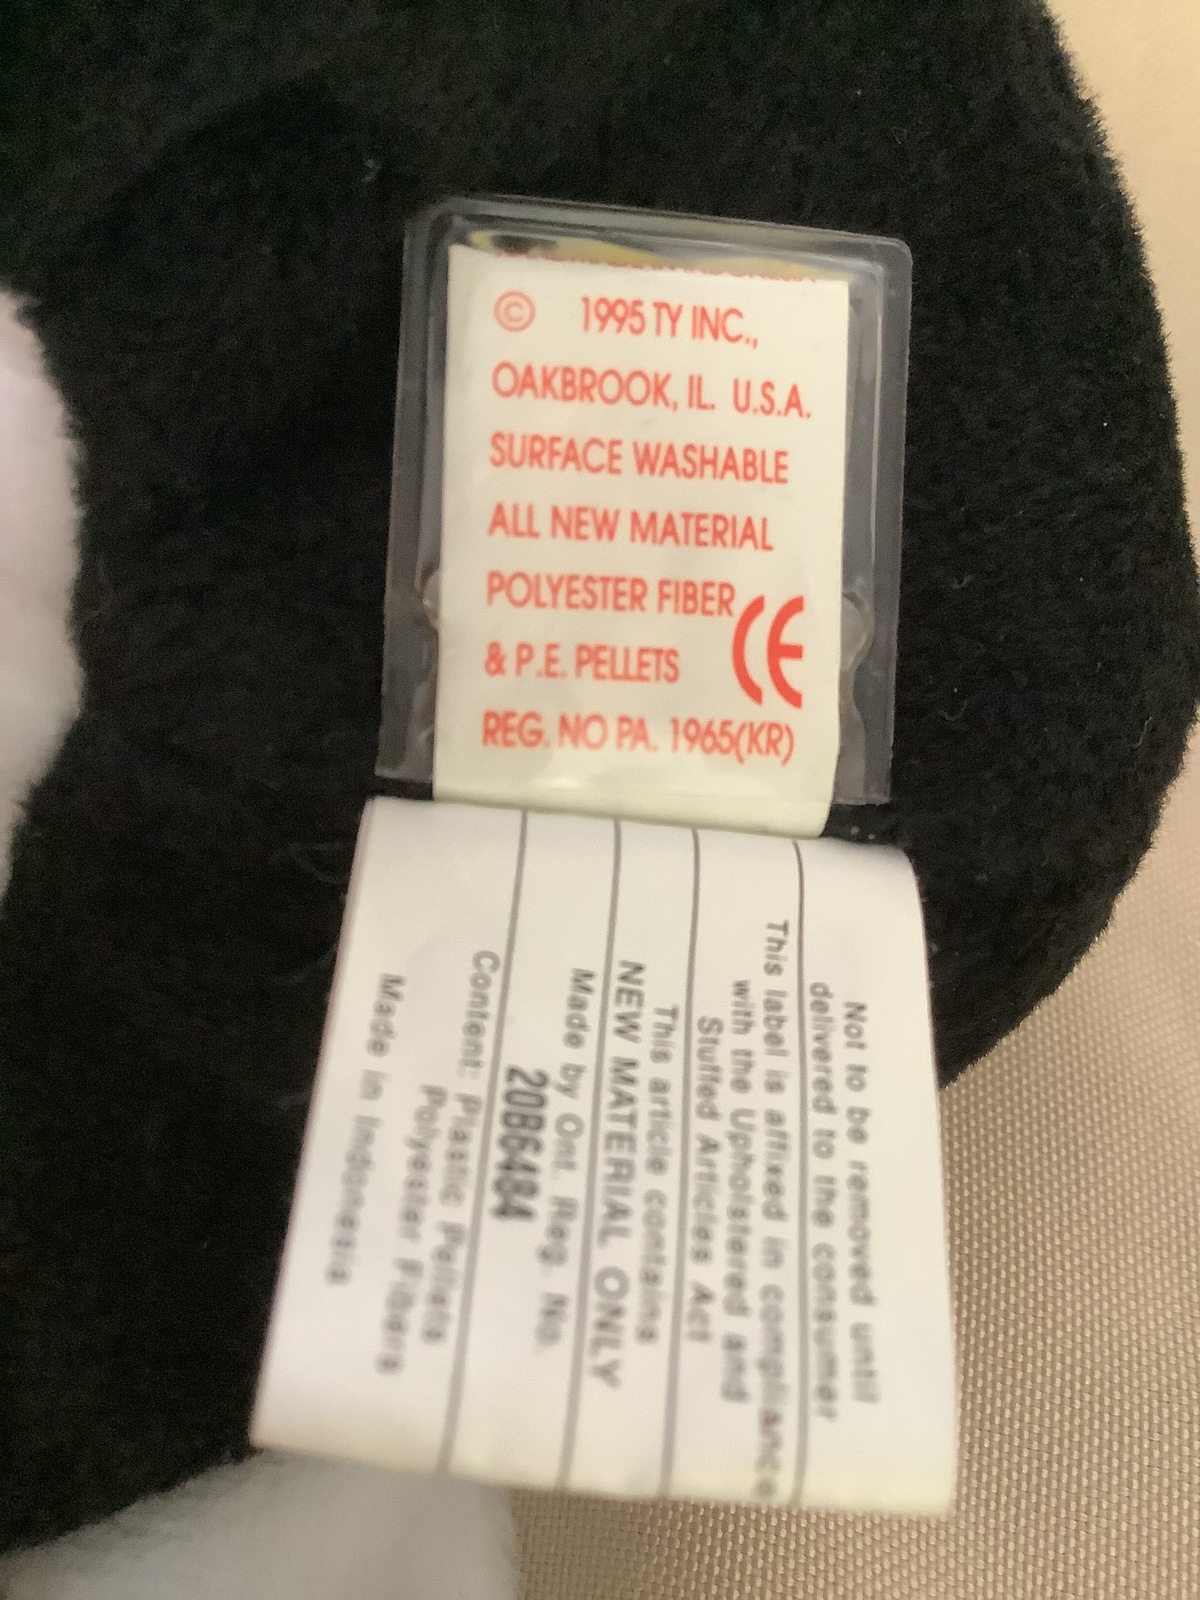 © 1995 TY INC.,
OAKBROOK, IL. U.S.A.
SURFACE WASHABLE
ALL NEW MATERIAL
POLYESTER FIBER
& P.E. PELLETS
CE
REG. NO PA. 1965(KR)
Not to be removed until
delivered to the consumer
This label is affixed in compliance
with the Upholstered and
Stuffed Articles Act
This article contains
NEW MATERIAL ONLY
Made by Ont. Reg. No.
20B6484
Content: Plastic Pellets
Polyester Fibers
Made in Indonesia